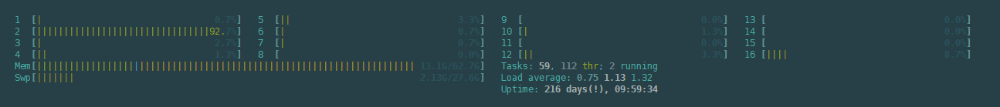 1 [| 0.7%] 5 [|| 3.3%] 9 [ 0.0%] 13 [ 0.0%]
2 [||||||||||||||||||||||||||||||||92.7%] 6 [| 0.7%] 10 [| 1.3%] 14 [ 0.0%]
3 [| 2.7%] 7 [| 0.7%] 11 [ 0.0%] 15 [ 0.0%]
4 [|| 1.3%] 8 [ 0.0%] 12 [|| 3.3%] 16 [|||| 8.7%]
Mem[|||||||||||||||||||||||||||||||||||||||||||||||||||||||||||||||||||||| 13.1G/62.7G] Tasks: 59, 112 thr; 2 running
Swp[||||||| 2.13G/27.6G] Load average: 0.75 1.13 1.32
Uptime: 216 days(!), 09:59:34